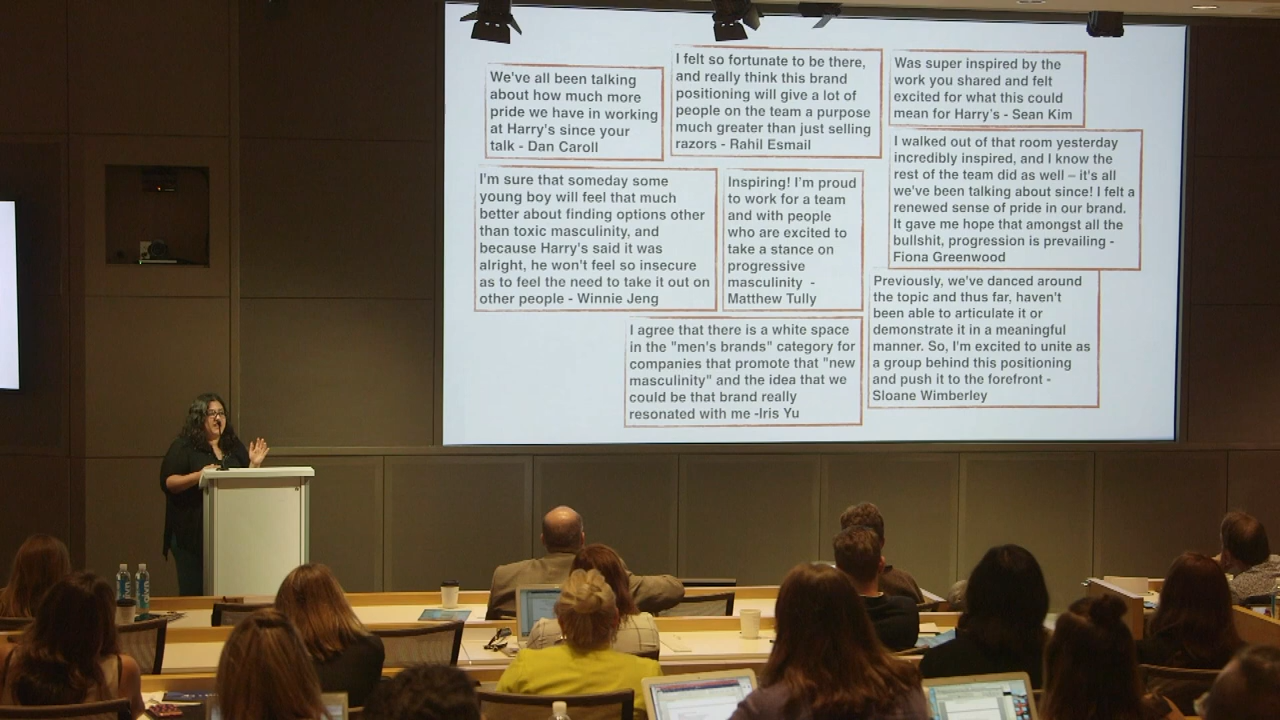 We've all been talking
about how much more
pride we have in working
at Harry's since your
talk - Dan Caroll
I felt so fortunate to be there,
and really think this brand
positioning will give a lot of
people on the team a purpose
much greater than just selling
razors - Rahil Esmail
Was super inspired by the
work you shared and felt
excited for what this could
mean for Harry's - Sean Kim
I'm sure that someday some
young boy will feel that much
better about finding options other
than toxic masculinity, and
because Harry's said it was
alright, he won't feel so insecure
as to feel the need to take it out on
other people - Winnie Jeng
Inspiring! I'm proud
to work for a team
and with people
who are excited to
take a stance on
progressive
masculinity -
Matthew Tully
I walked out of that room yesterday
incredibly inspired, and I know the
rest of the team did as well – it's all
we've been talking about since! I felt a
renewed sense of pride in our brand.
It gave me hope that amongst all the
bullshit, progression is prevailing -
Fiona Greenwood
I agree that there is a white space
in the "men's brands" category for
companies that promote that "new
masculinity" and the idea that we
could be that brand really
resonated with me -Iris Yu
Previously, we've danced around
the topic and thus far, haven't
been able to articulate it or
demonstrate it in a meaningful
manner. So, I'm excited to unite as
a group behind this positioning
and push it to the forefront -
Sloane Wimberley